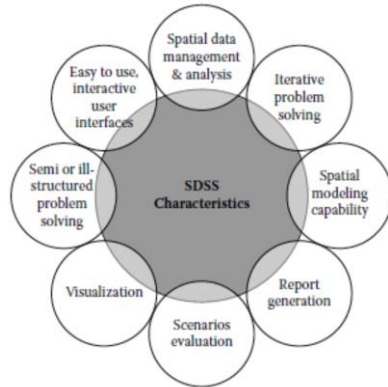 Spatial data
management
& analysis
Iterative
problem
solving
Spatial
modeling
capability
Report
generation
Scenarios
evaluation
Visualization
Semi or ill-
structured
problem
solving
Easy to use,
interactive
user
interfaces
SDSS
Characteristics